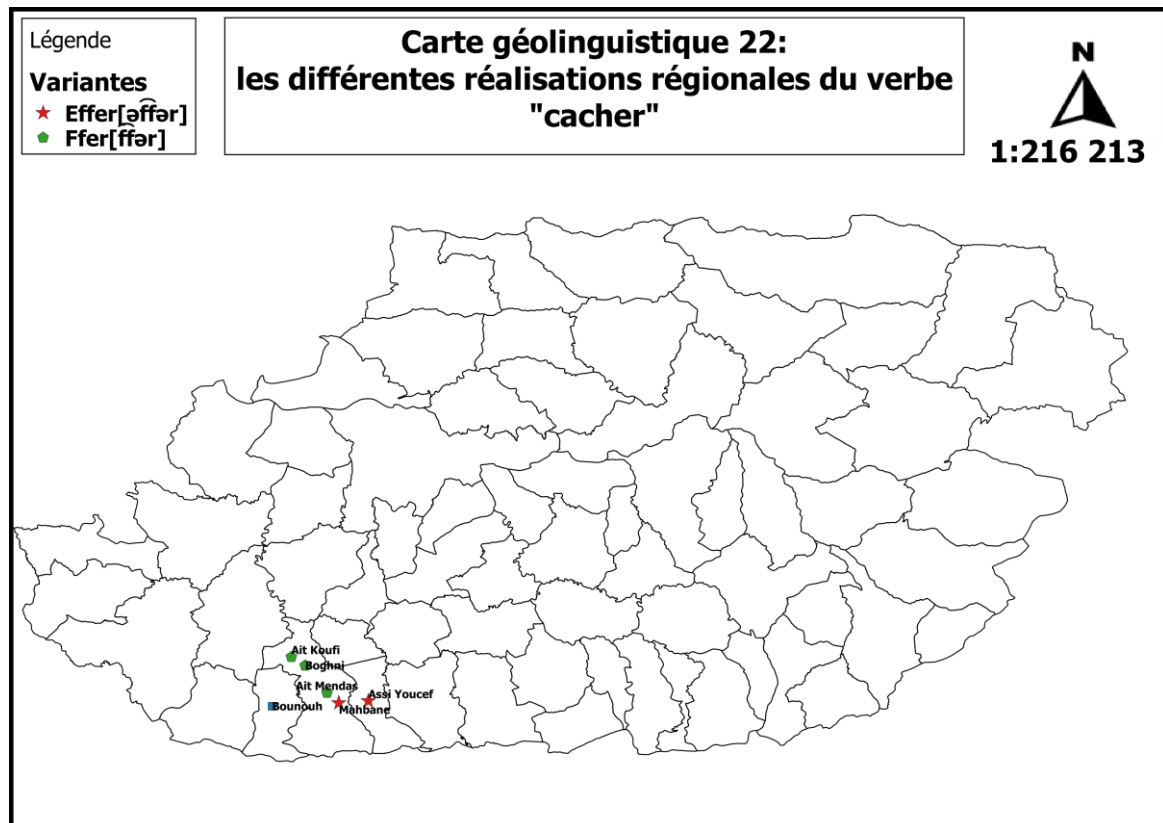 Légende
Variantes
Effer[əf͡fər]
Ffer[f͡fər]
Carte géolinguistique 22:
les différentes réalisations régionales du verbe
"cacher"
N
1:216 213
Ait Koufi
Boghni
Ait Mendas
Assi Youcef
Bounouh
Mahbane